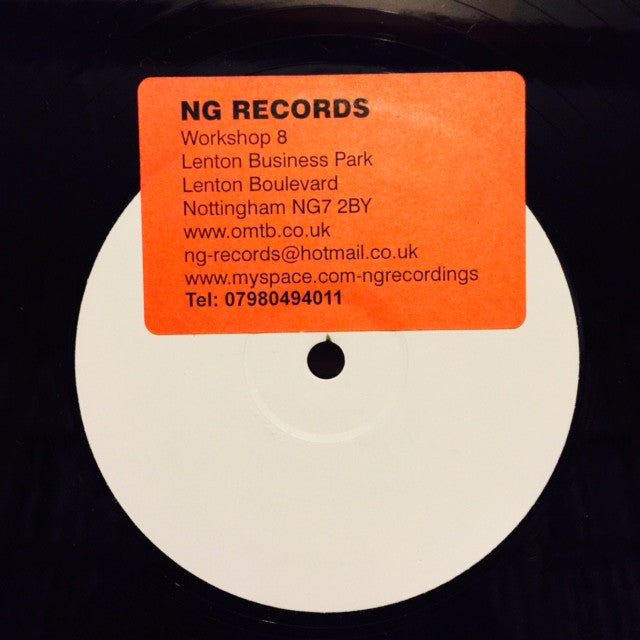 NG RECORDS
Workshop 8
Lenton Business Park
Lenton Boulevard
Nottingham NG7 2BY
www.omtb.co.uk
ng-records@hotmail.co.uk
www.myspace.com-ngrecordings
Tel: 07980494011